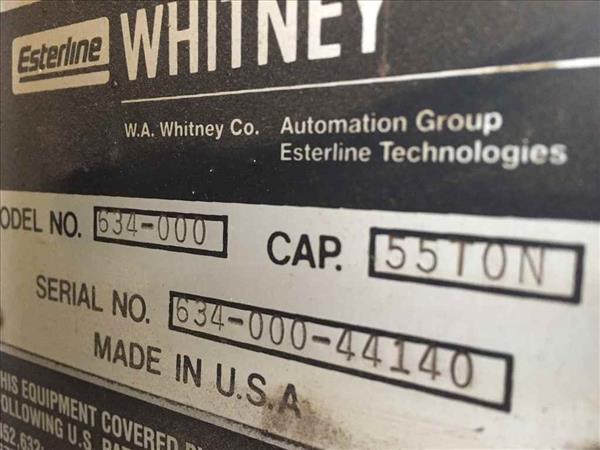 Esterline WHITNEY
W.A. Whitney Co. Automation Group
Esterline Technologies
ODEL NO. 634-000 CAP. 55TON
SERIAL NO. 634-000-44140
MADE IN U.S.A
HIS EQUIPMENT COVERED
OLLOWING U.S.